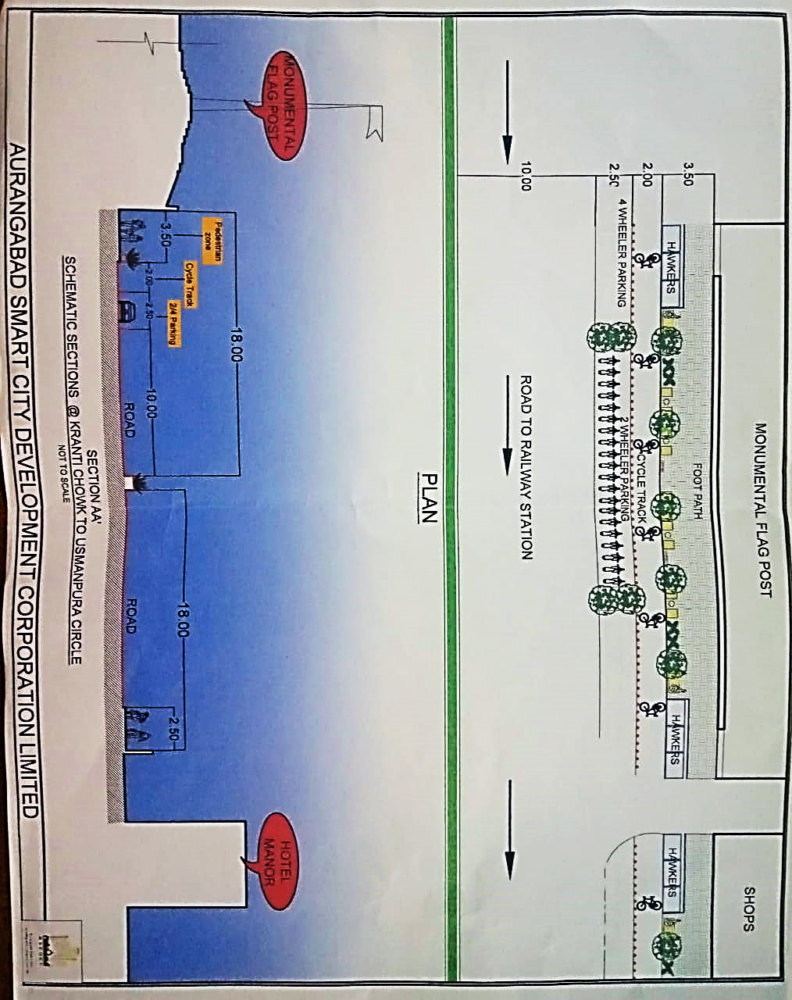 MONUMENTAL FLAG POST
SHOPS
3.50
2.00
2.50
10.00
HAWKERS
FOOT PATH
HAWKERS
HAWKERS
CYCLE TRACK
4 WHEELER PARKING
2 WHEELER PARKING
ROAD TO RAILWAY STATION
PLAN
MONUMENTAL
FLAG POST
HOTEL
MANOR
18.00
Pedestrian
zone
Cycle Track
2/4 Parking
3.50
2.00
2.50
10.00
18.00
2.50
ROAD
ROAD
SECTION AA'
SCHEMATIC SECTIONS @ KRANTI CHOWK TO USMANPURA CIRCLE
NOT TO SCALE
AURANGABAD SMART CITY DEVELOPMENT CORPORATION LIMITED